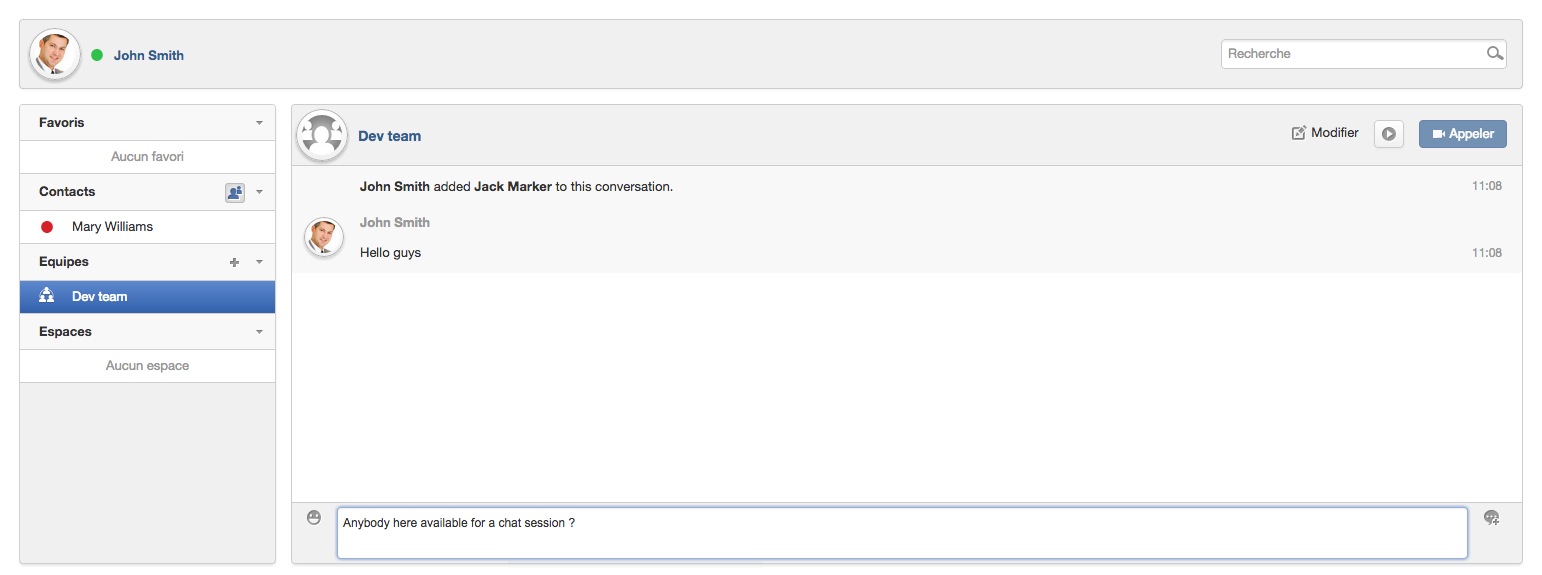 John Smith
Recherche
Favoris
Aucun favori
Contacts
Mary Williams
Equipes
Dev team
Espaces
Aucun espace
Dev team
Modifier
Appeler
John Smith added Jack Marker to this conversation. 11:08
John Smith
Hello guys 11:08
Anybody here available for a chat session ?